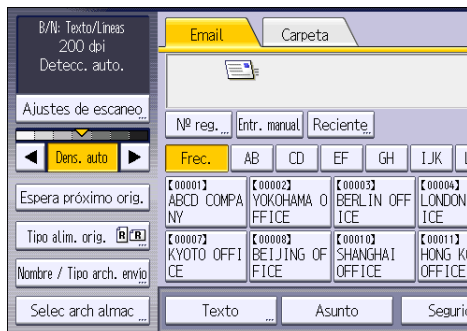 B/N: Texto/Líneas
200 dpi
Detecc. auto.
Ajustes de escaneo
Dens. auto
Espera próximo orig.
Tipo alim. orig.
R R
Nombre / Tipo arch. envío
Selec arch almac
Email
Carpeta
Nº reg.
Entr. manual
Reciente
Frec.
AB
CD
EF
GH
IJK
L
【00001】
ABCD COMPA
NY
【00002】
YOKOHAMA O
FFICE
【00003】
BERLIN OFF
ICE
【00004】
LONDON
ICE
【00007】
KYOTO OFFI
CE
【00008】
BEIJING OF
FICE
【00010】
SHANGHAI
OFFICE
【00011】
HONG K
OFFICE
Texto
Asunto
Seguri